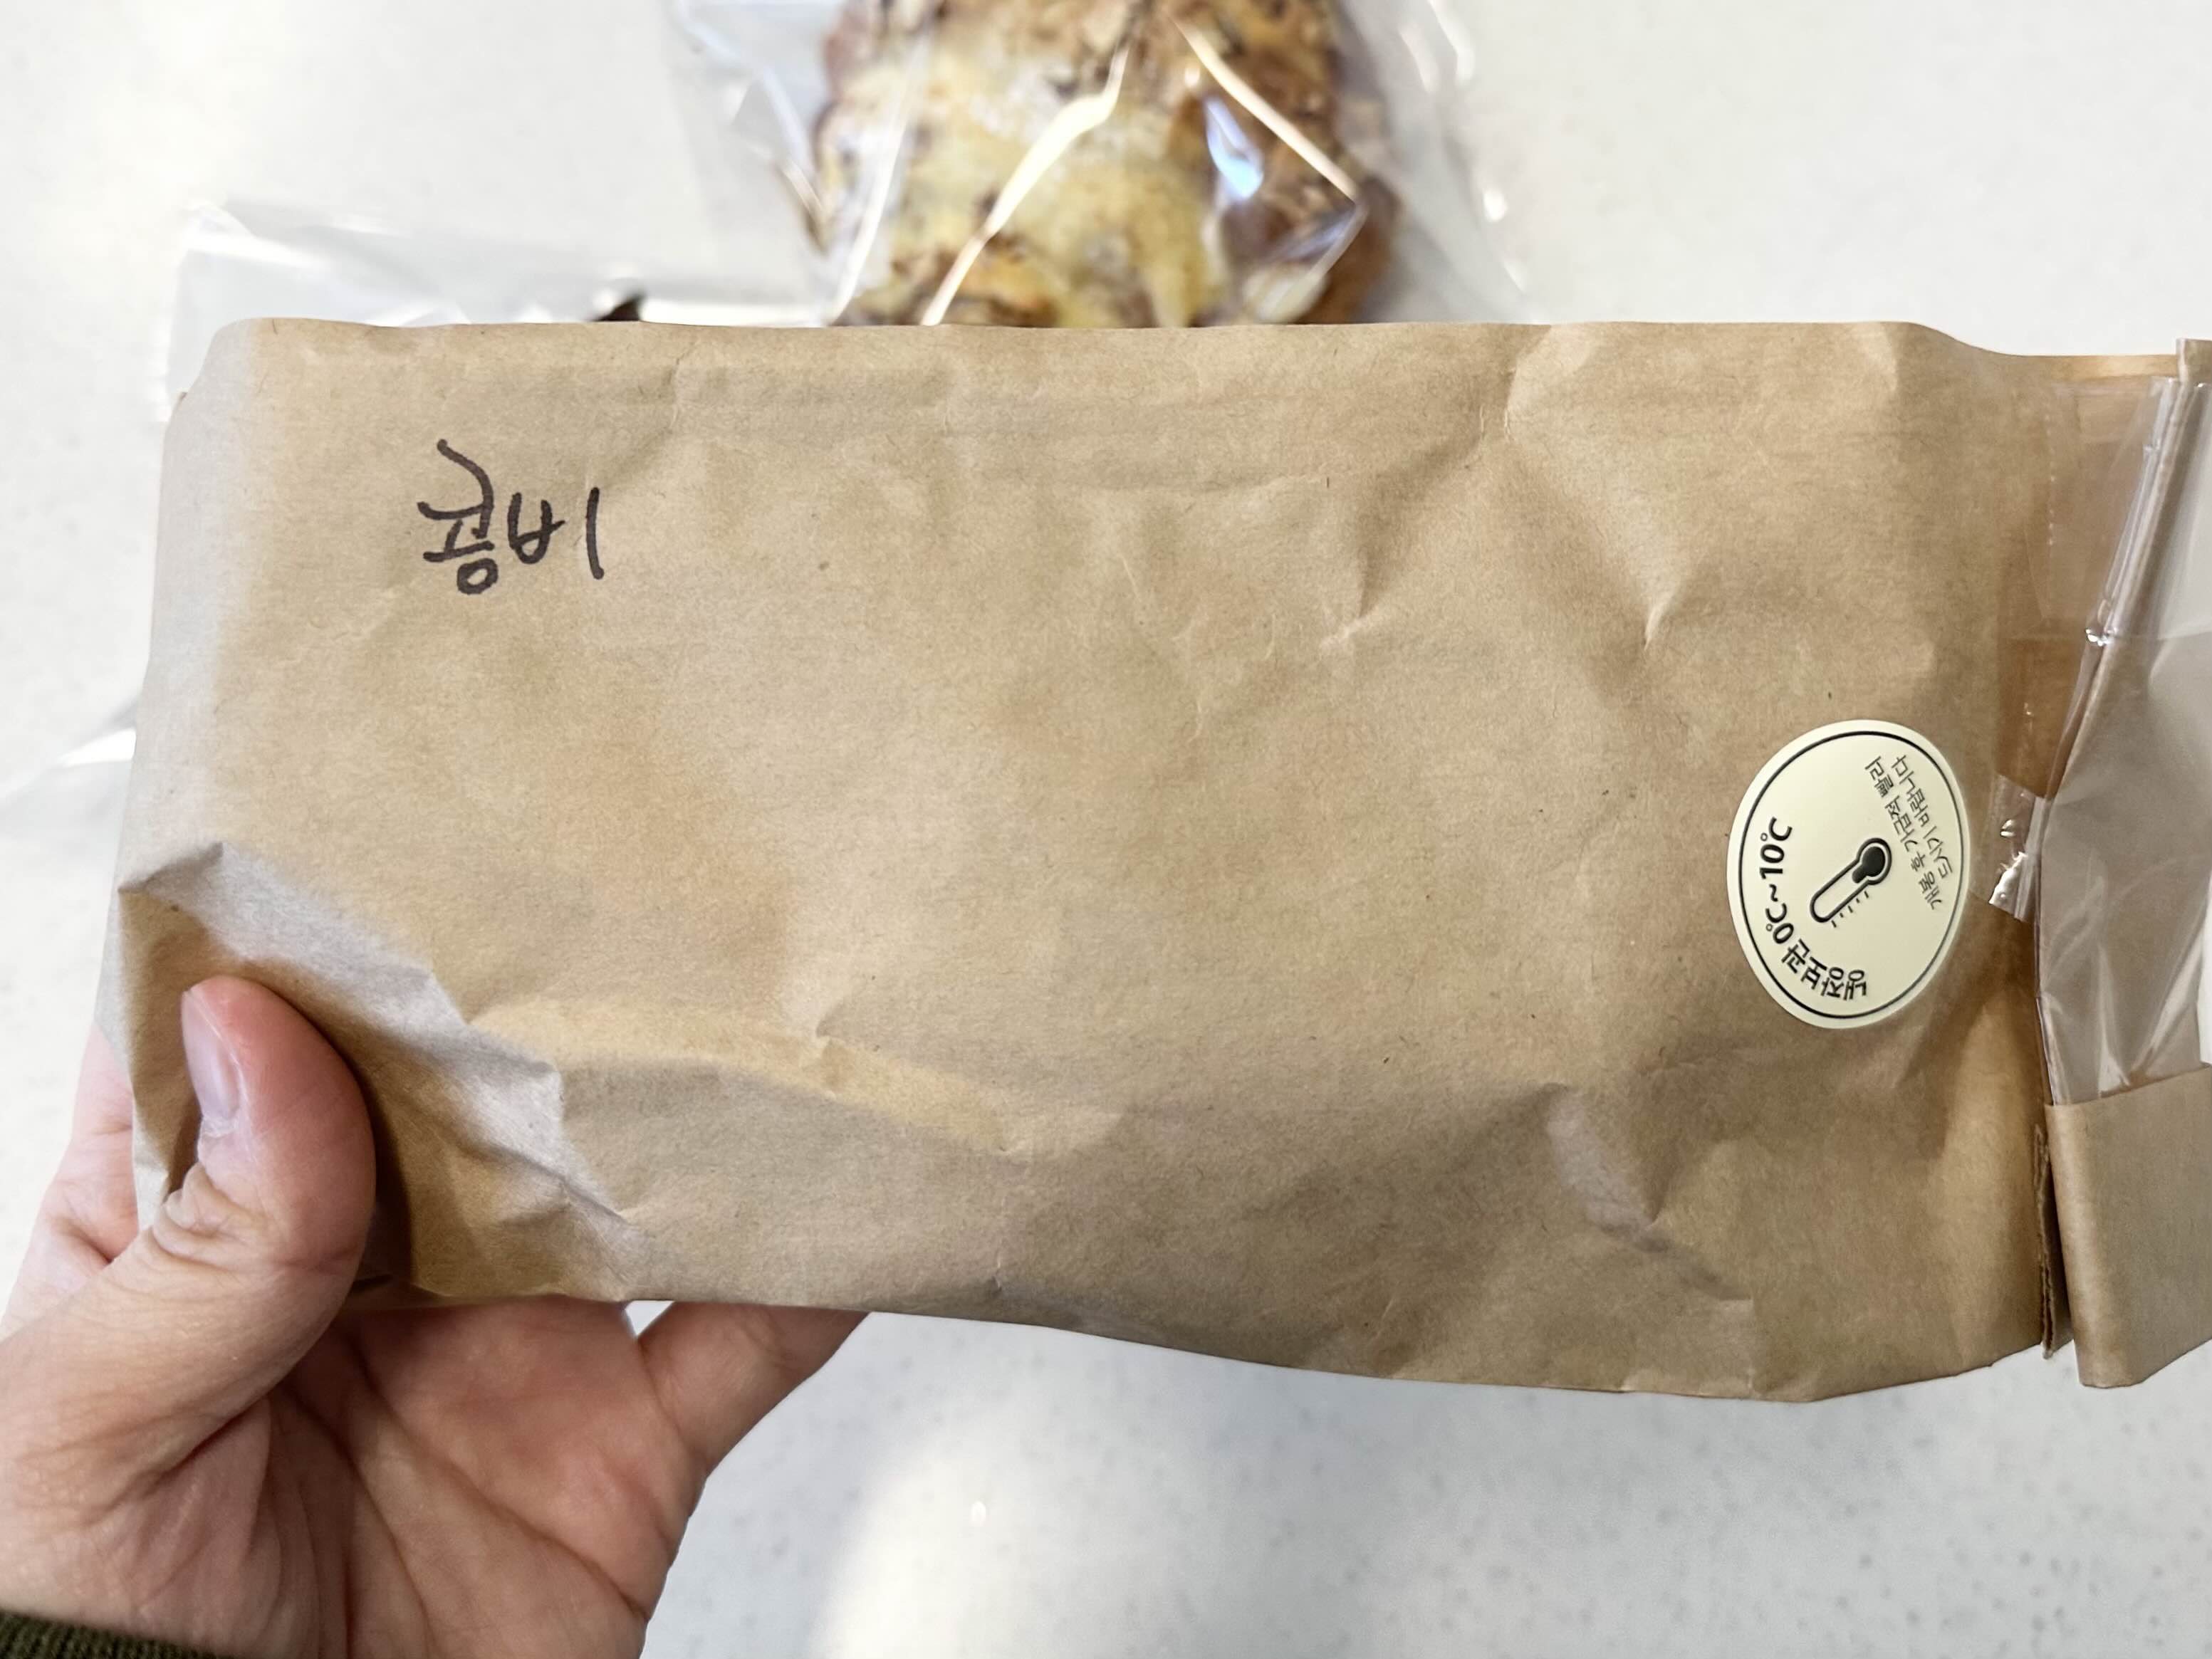 콤비
냉장보관 0℃~10℃
개봉 후 가급적 빨리
드시기 바랍니다